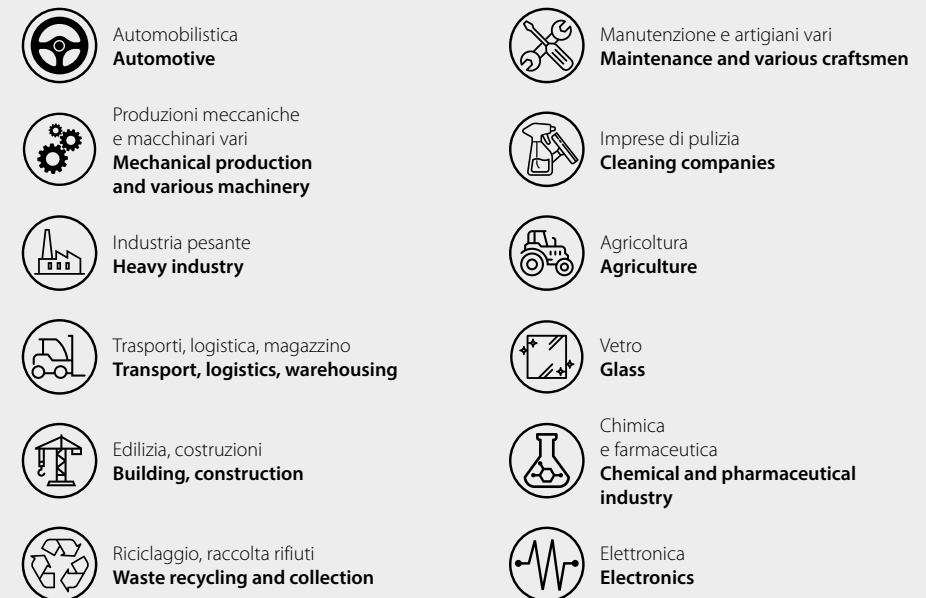 Automobilistica
Automotive
Produzioni meccaniche
e macchinari vari
Mechanical production
and various machinery
Industria pesante
Heavy industry
Trasporti, logistica, magazzino
Transport, logistics, warehousing
Edilizia, costruzioni
Building, construction
Riciclaggio, raccolta rifiuti
Waste recycling and collection
Manutenzione e artigiani vari
Maintenance and various craftsmen
Imprese di pulizia
Cleaning companies
Agricoltura
Agriculture
Vetro
Glass
Chimica
e farmaceutica
Chemical and pharmaceutical
industry
Elettronica
Electronics